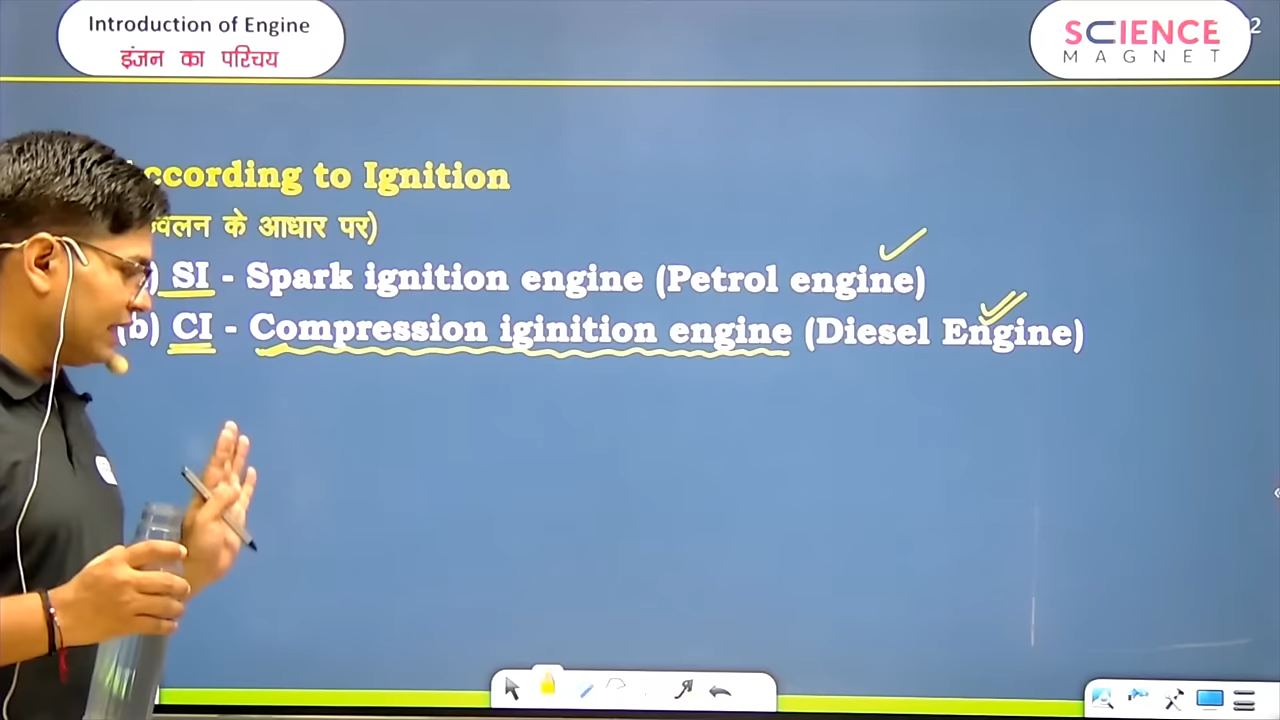 Introduction of Engine
इंजन का परिचय
SCIENCE
MAGNET
2
ccording to Ignition
के आधार पर)
) SI - Spark ignition engine (Petrol engine)
(b) CI - Compression iginition engine (Diesel Engine)